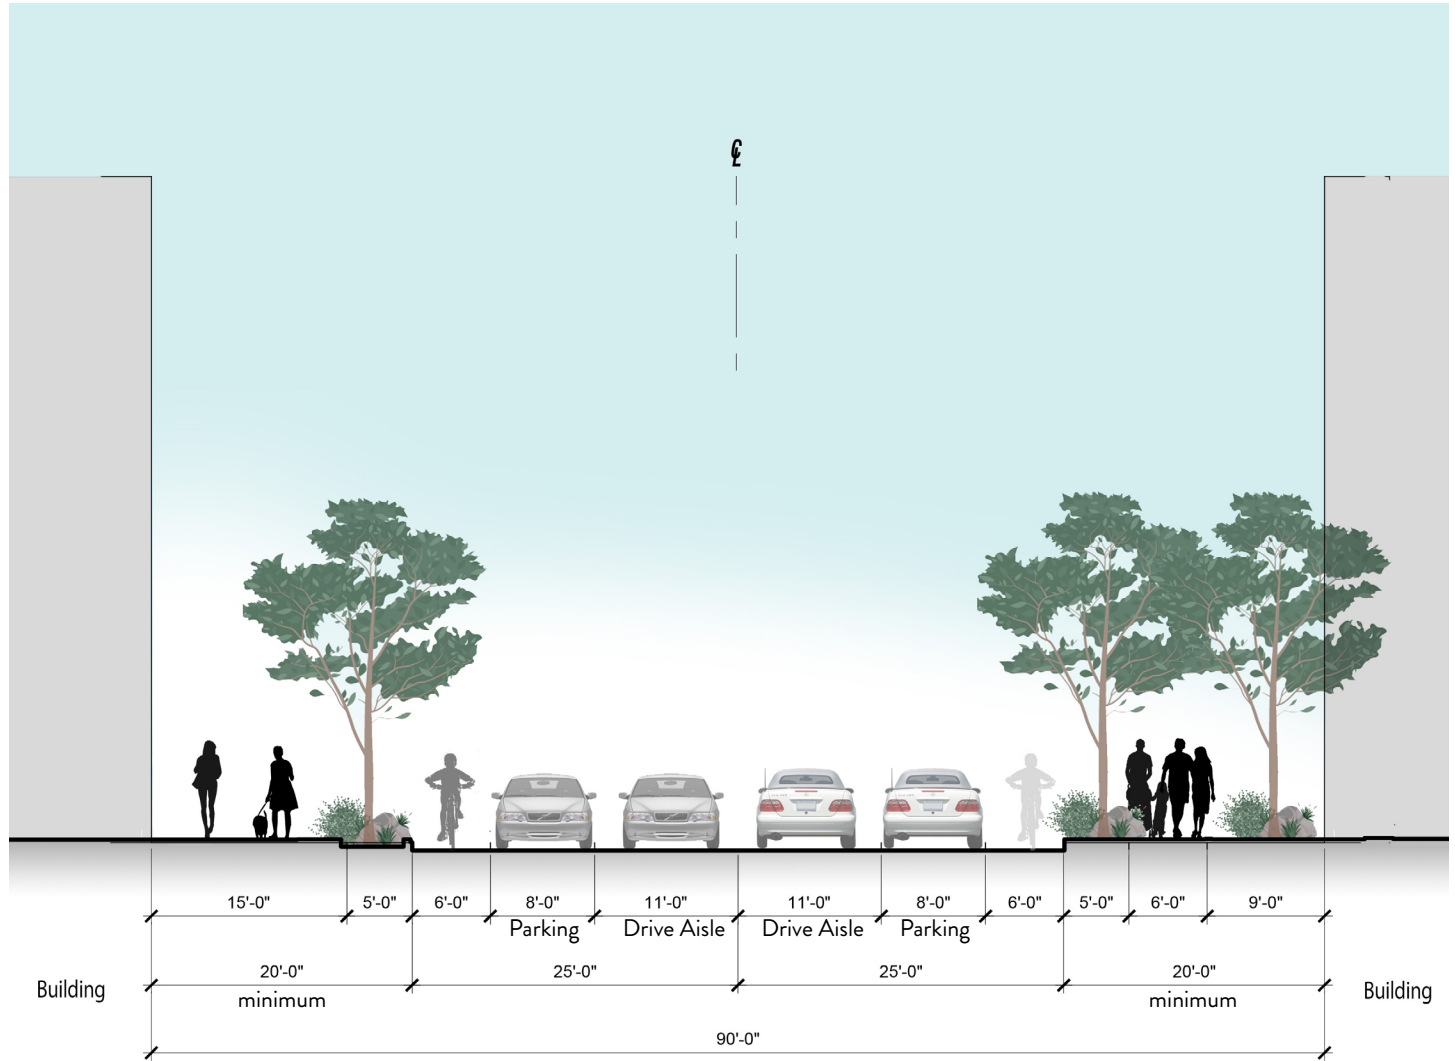 ℄
15'-0" 5'-0" 6'-0" 8'-0" 11'-0" 11'-0" 8'-0" 6'-0" 5'-0" 6'-0" 9'-0"
Parking Drive Aisle Drive Aisle Parking
20'-0" 25'-0" 25'-0" 20'-0"
Building minimum minimum Building
90'-0"